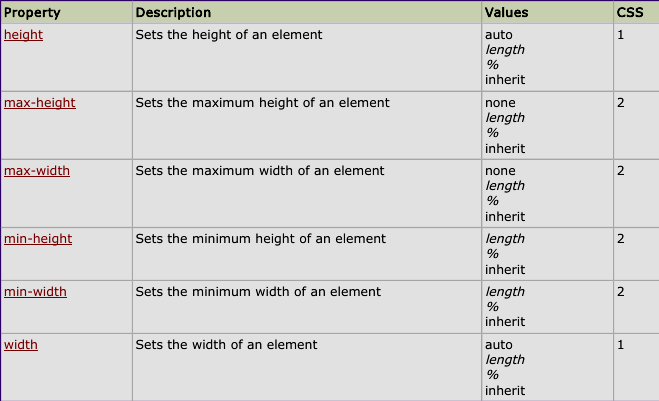 Property Description Values CSS
height Sets the height of an element auto 1
length
%
inherit
max-height Sets the maximum height of an element none 2
length
%
inherit
max-width Sets the maximum width of an element none 2
length
%
inherit
min-height Sets the minimum height of an element length 2
%
inherit
min-width Sets the minimum width of an element length 2
%
inherit
width Sets the width of an element auto 1
length
%
inherit